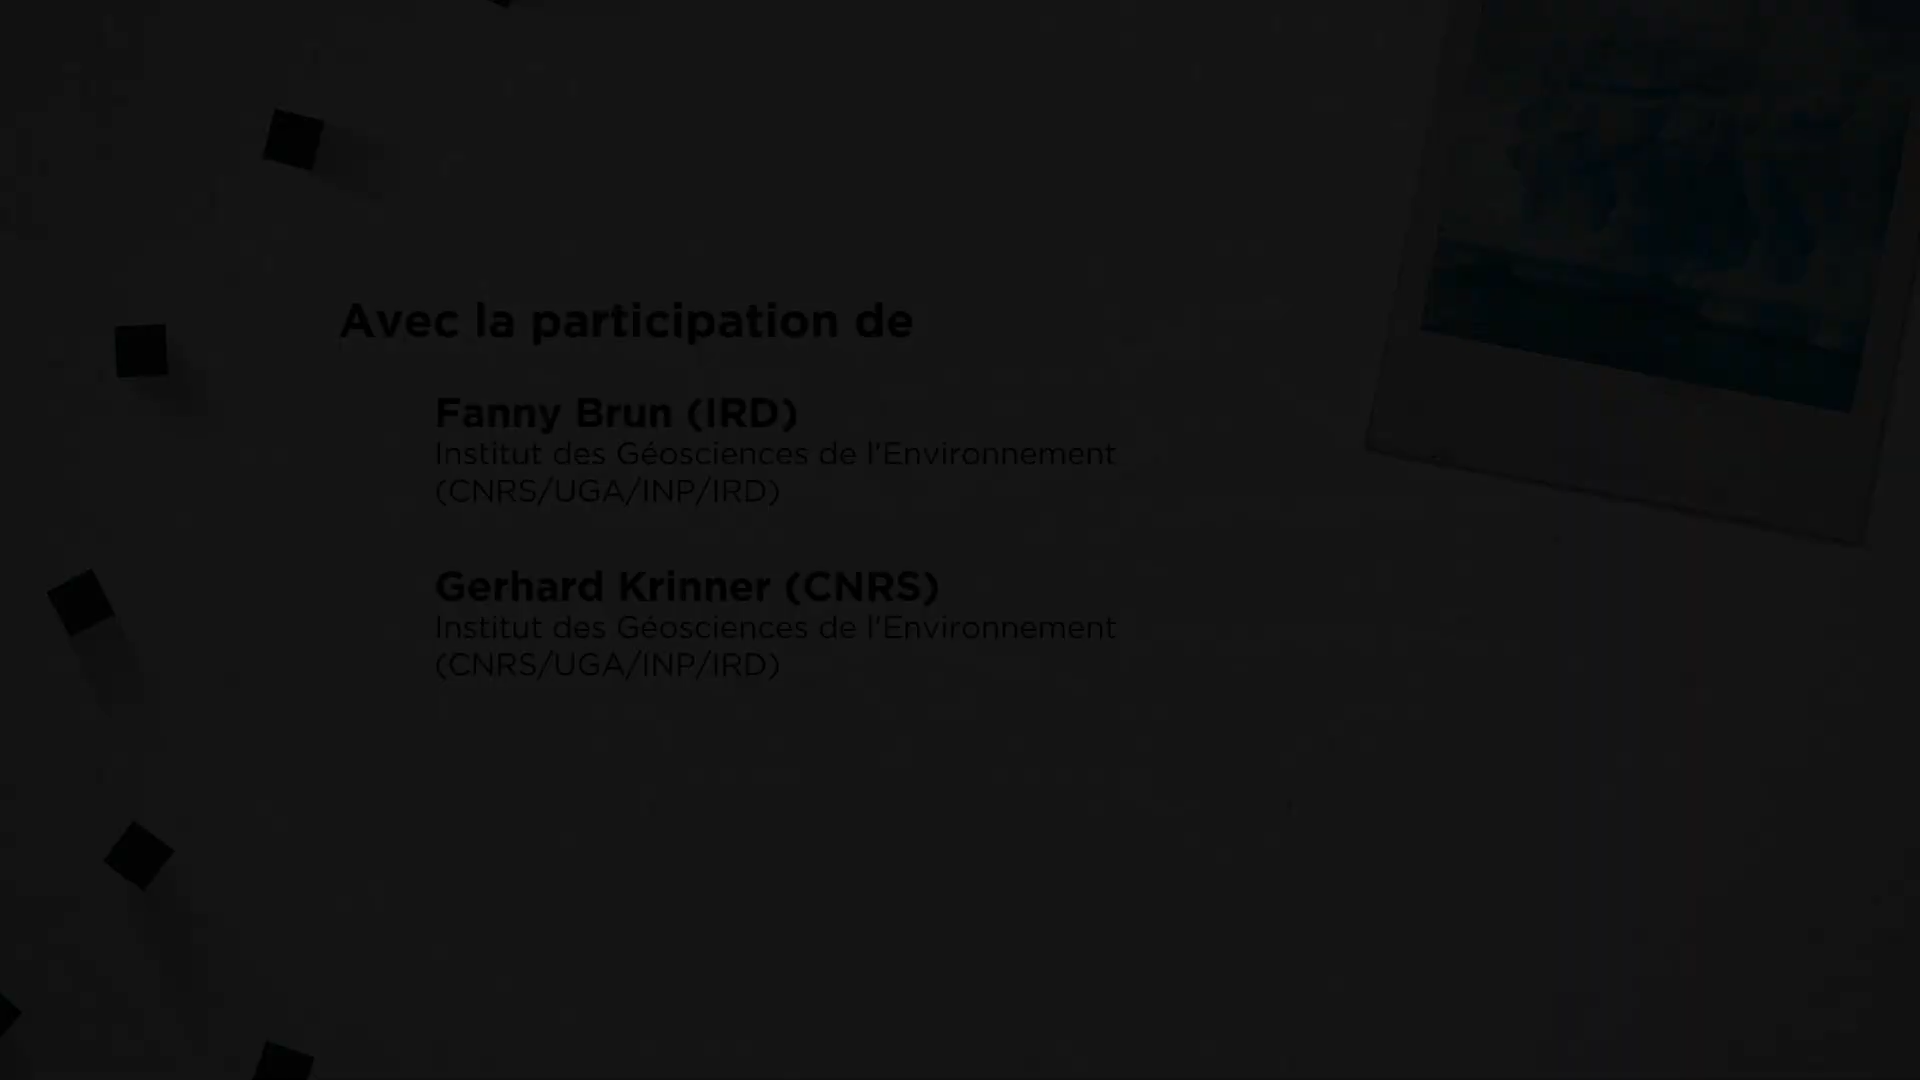 Avec la participation de
Fanny Brun (IRD)
Institut des Géosciences de l'Environnement
(CNRS/UGA/INP/IRD)
Gerhard Krinner (CNRS)
Institut des Géosciences de l'Environnement
(CNRS/UGA/INP/IRD)